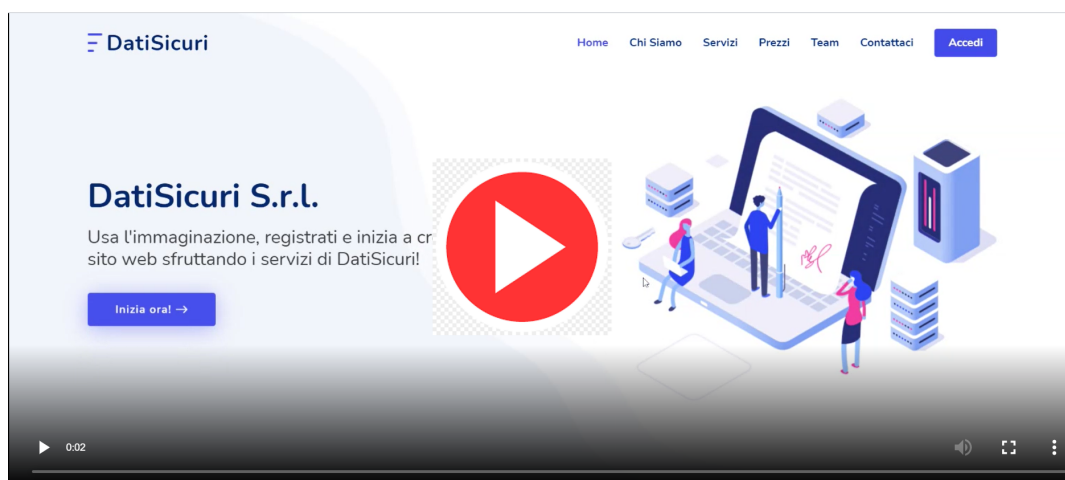 DatiSicuri
Home Chi Siamo Servizi Prezzi Team Contattaci Accedi
DatiSicuri S.r.l.
Usa l'immaginazione, registrati e inizia a cr
sito web sfruttando i servizi di DatiSicuri!
Inizia ora! →
0:02